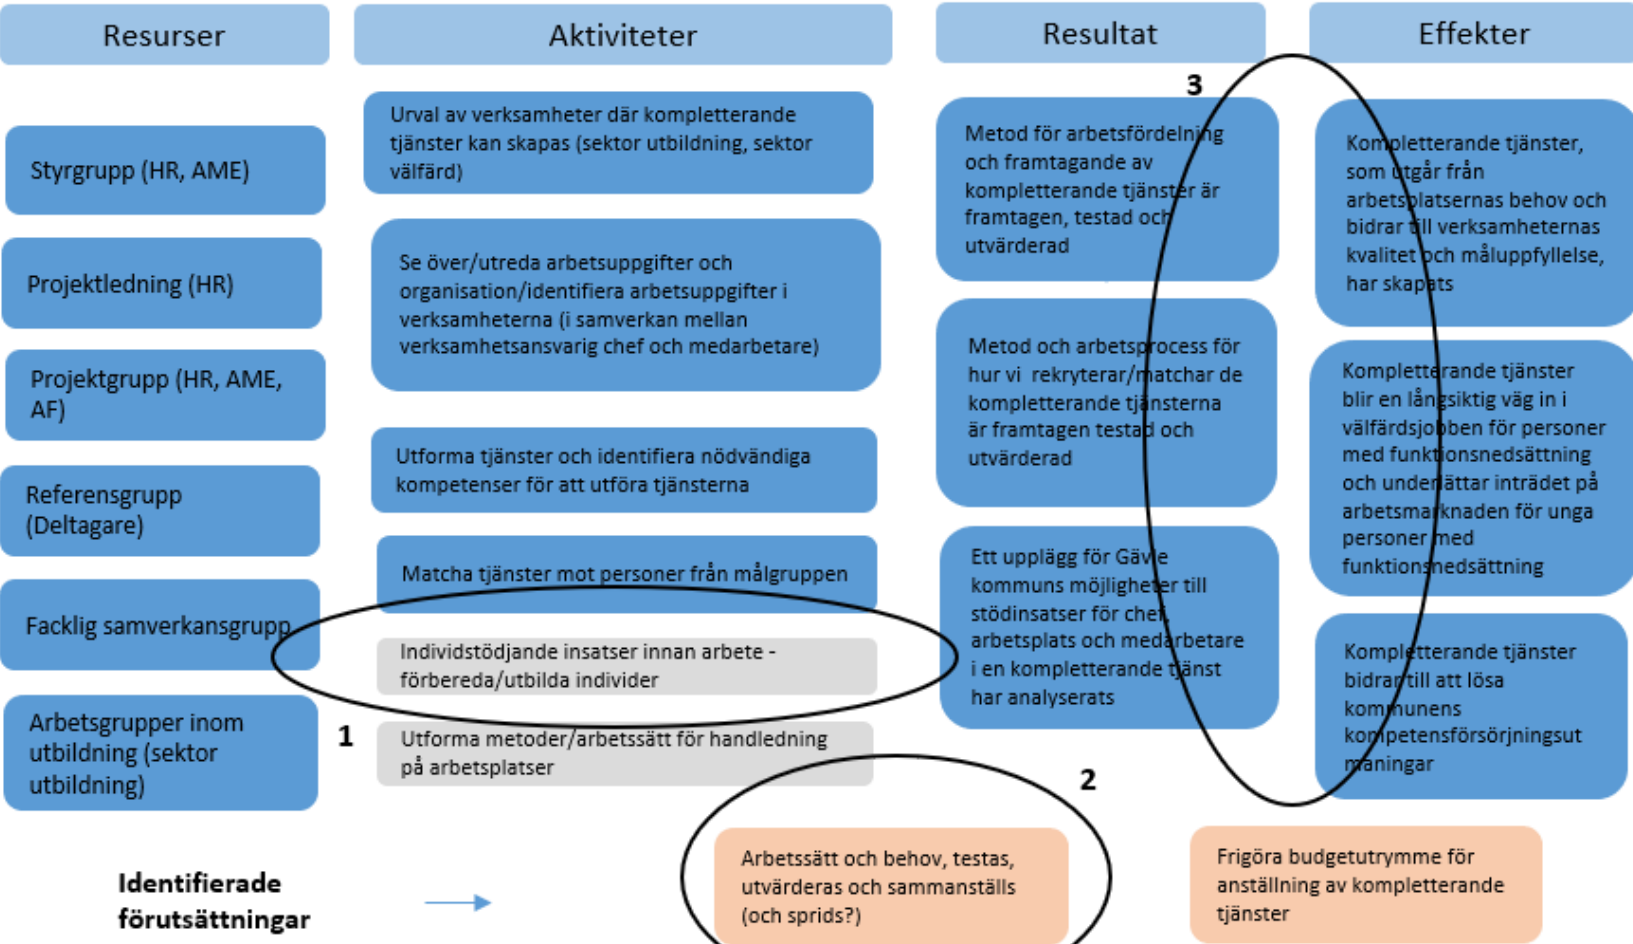 Resurser
Styrgrupp (HR, AME)
Projektledning (HR)
Projektgrupp (HR, AME,
AF)
Referensgrupp
(Deltagare)
Facklig samverkansgrupp
Arbetsgrupper inom
utbildning (sektor
utbildning)
Aktiviteter
Urval av verksamheter där kompletterande
tjänster kan skapas (sektor utbildning, sektor
välfärd)
Se över/utreda arbetsuppgifter och
organisation/identifiera arbetsuppgifter i
verksamheterna (i samverkan mellan
verksamhetsansvarig chef och medarbetare)
Utforma tjänster och identifiera nödvändiga
kompetenser för att utföra tjänsterna
Matcha tjänster mot personer från målgruppen
Individstödjande insatser innan arbete -
förbereda/utbilda individer
1
Utforma metoder/arbetssätt för handledning
på arbetsplatser
Resultat
3
Metod för arbetsfördelning
och framtagande av
kompletterande tjänster är
framtagen, testad och
utvärderad
Metod och arbetsprocess för
hur vi rekryterar/matchar de
kompletterande tjänsterna
är framtagen testad och
utvärderad
Ett upplägg för Gävle
kommuns möjligheter till
stödinsatser för chef,
arbetsplats och medarbetare
i en kompletterande tjänst
har analyserats
Effekter
Kompletterande tjänster,
som utgår från
arbetsplatsernas behov och
bidrar till verksamheternas
kvalitet och måluppfyllelse,
har skapats
Kompletterande tjänster
blir en långsiktig väg in i
välfärdsjobben för personer
med funktionsnedsättning
och underlättar inträdet på
arbetsmarknaden för unga
personer med
funktionsnedsättning
Kompletterande tjänster
bidrar till att lösa
kommunens
kompetensförsörjningsut
maningar
2
Identifierade
förutsättningar
Arbetssätt och behov, testas,
utvärderas och sammanställs
(och sprids?)
Frigöra budgetutrymme för
anställning av kompletterande
tjänster